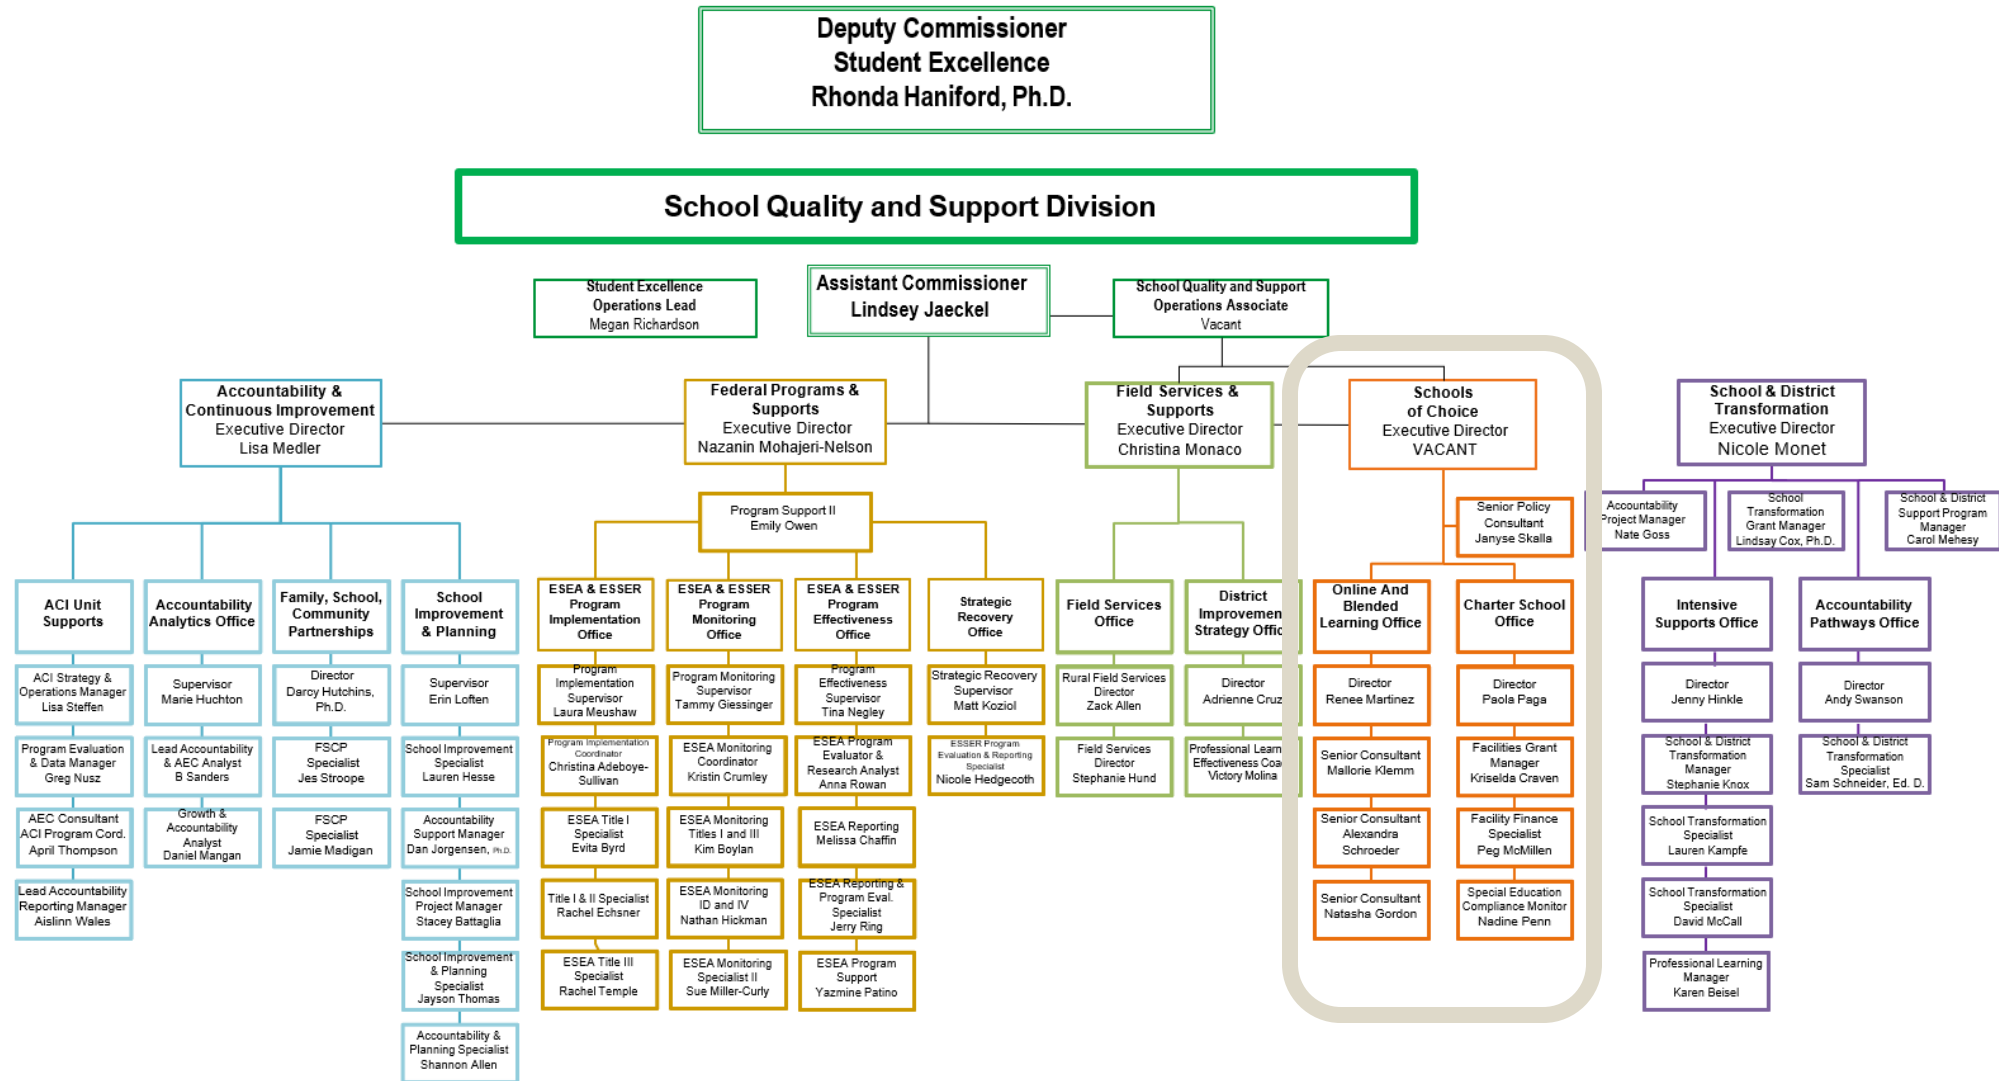 Deputy Commissioner
Student Excellence
Rhonda Haniford, Ph.D.
School Quality and Support Division
Student Excellence
Operations Lead
Megan Richardson
Assistant Commissioner
Lindsey Jaeckel
School Quality and Support
Operations Associate
Vacant
Accountability &
Continuous Improvement
Executive Director
Lisa Medler
Federal Programs &
Supports
Executive Director
Nazanin Mohajeri-Nelson
Field Services &
Supports
Executive Director
Christina Monaco
Schools
of Choice
Executive Director
VACANT
School & District
Transformation
Executive Director
Nicole Monet
Program Support II
Emily Owen
Senior Policy
Consultant
Janyse Skalla
Accountability
Project Manager
Nate Goss
School
Transformation
Grant Manager
Lindsay Cox, Ph.D.
School & District
Support Program
Manager
Carol Mehesy
ACI Unit
Supports
ACI Strategy &
Operations Manager
Lisa Steffen
Program Evaluation
& Data Manager
Greg Nusz
AEC Consultant
ACI Program Cord.
April Thompson
Lead Accountability
Reporting Manager
Aislinn Wales
Accountability
Analytics Office
Supervisor
Marie Huchton
Lead Accountability
& AEC Analyst
B Sanders
Growth &
Accountability
Analyst
Daniel Mangan
Family, School,
Community
Partnerships
Director
Darcy Hutchins,
Ph.D.
FSCP
Specialist
Jes Stroope
FSCP
Specialist
Jamie Madigan
School
Improvement
& Planning
Supervisor
Erin Loften
School Improvement
Specialist
Lauren Hesse
Accountability
Support Manager
Dan Jorgensen, Ph.D.
School Improvement
Project Manager
Stacey Battaglia
School Improvement
& Planning
Specialist
Jayson Thomas
Accountability &
Planning Specialist
Shannon Allen
ESEA & ESSER
Program
Implementation
Office
Program
Implementation
Supervisor
Laura Meushaw
Program Implementation
Coordinator
Christina Adeboye-
Sullivan
ESEA Title I
Specialist
Evita Byrd
Title I & II Specialist
Rachel Echsner
ESEA Title III
Specialist
Rachel Temple
ESEA & ESSER
Program
Monitoring
Office
Program Monitoring
Supervisor
Tammy Giessinger
ESEA Monitoring
Coordinator
Kristin Crumley
ESEA Monitoring
Titles I and III
Kim Boylan
ESEA Monitoring
ID and IV
Nathan Hickman
ESEA Monitoring
Specialist II
Sue Miller-Curly
ESEA & ESSER
Program
Effectiveness
Office
Program
Effectiveness
Supervisor
Tina Negley
ESEA Program
Evaluator &
Research Analyst
Anna Rowan
ESEA Reporting
Melissa Chaffin
ESEA Reporting &
Program Eval.
Specialist
Jerry Ring
ESEA Program
Support
Yazmine Patino
Strategic
Recovery
Office
Strategic Recovery
Supervisor
Matt Koziol
ESSER Program
Evaluation & Reporting
Specialist
Nicole Hedgecoth
Field Services
Office
Rural Field Services
Director
Zack Allen
Field Services
Director
Stephanie Hund
District
Improvemen
Strategy Offic
Director
Adrienne Cruz
Professional Learn
Effectiveness Coa
Victory Molina
Online And
Blended
Learning Office
Director
Renee Martinez
Senior Consultant
Mallorie Klemm
Senior Consultant
Alexandra
Schroeder
Senior Consultant
Natasha Gordon
Charter School
Office
Director
Paola Paga
Facilities Grant
Manager
Kriselda Craven
Facility Finance
Specialist
Peg McMillen
Special Education
Compliance Monitor
Nadine Penn
Intensive
Supports Office
Director
Jenny Hinkle
School & District
Transformation
Manager
Stephanie Knox
School Transformation
Specialist
Lauren Kampfe
School Transformation
Specialist
David McCall
Professional Learning
Manager
Karen Beisel
Accountability
Pathways Office
Director
Andy Swanson
School & District
Transformation
Specialist
Sam Schneider, Ed. D.